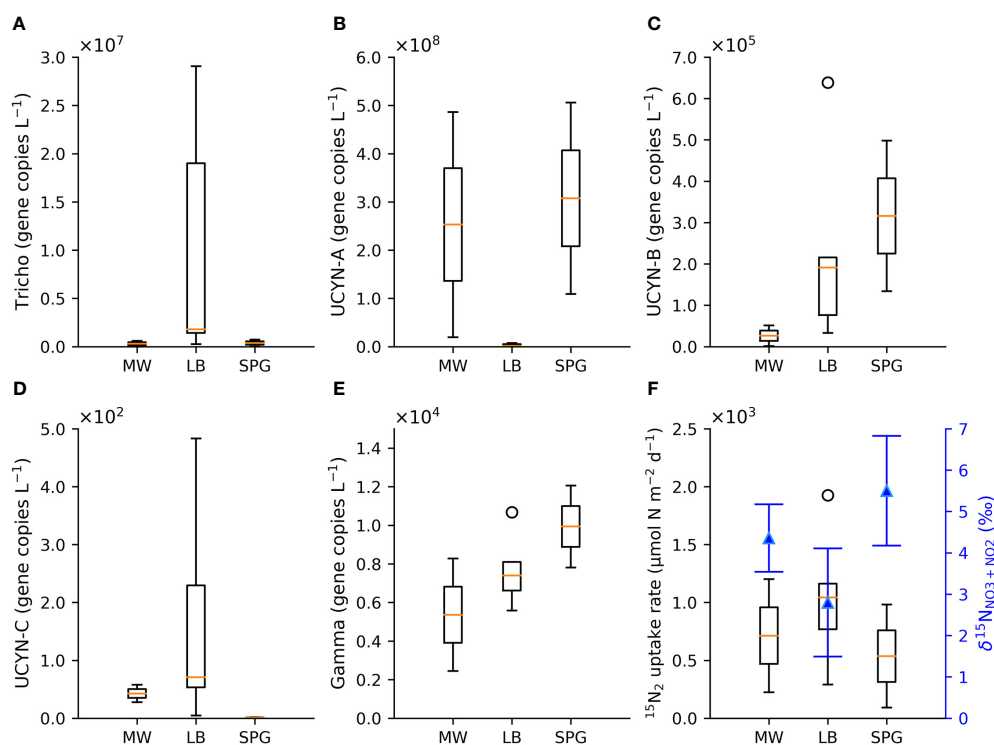 A
×10⁷
Tricho (gene copies L⁻¹)
3.0
2.5
2.0
1.5
1.0
0.5
0.0
MW LB SPG
B
×10⁸
UCYN-A (gene copies L⁻¹)
6.0
5.0
4.0
3.0
2.0
1.0
0.0
MW LB SPG
C
×10⁵
UCYN-B (gene copies L⁻¹)
7.0
6.0
5.0
4.0
3.0
2.0
1.0
0.0
MW LB SPG
D
×10²
UCYN-C (gene copies L⁻¹)
5.0
4.0
3.0
2.0
1.0
0.0
MW LB SPG
E
×10⁴
Gamma (gene copies L⁻¹)
1.4
1.2
1.0
0.8
0.6
0.4
0.2
0.0
MW LB SPG
F
×10³
¹⁵N₂ uptake rate (µmol N m⁻² d⁻¹)
2.5
2.0
1.5
1.0
0.5
0.0
MW LB SPG
7
6
5
4
3
2
1
0
δ¹⁵N NO3+NO2 (‰)